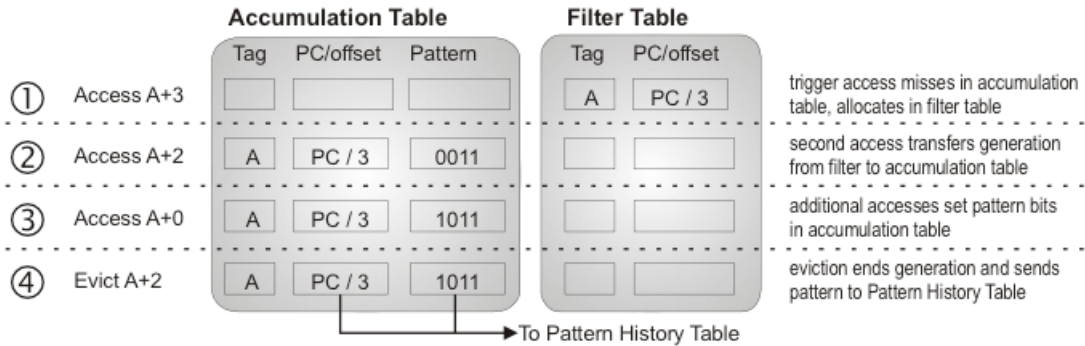 Accumulation Table Filter Table
Tag PC/offset Pattern Tag PC/offset
① Access A+3 A PC / 3 trigger access misses in accumulation
table, allocates in filter table
② Access A+2 A PC / 3 0011 second access transfers generation
from filter to accumulation table
③ Access A+0 A PC / 3 1011 additional accesses set pattern bits
in accumulation table
④ Evict A+2 A PC / 3 1011 eviction ends generation and sends
pattern to Pattern History Table
To Pattern History Table